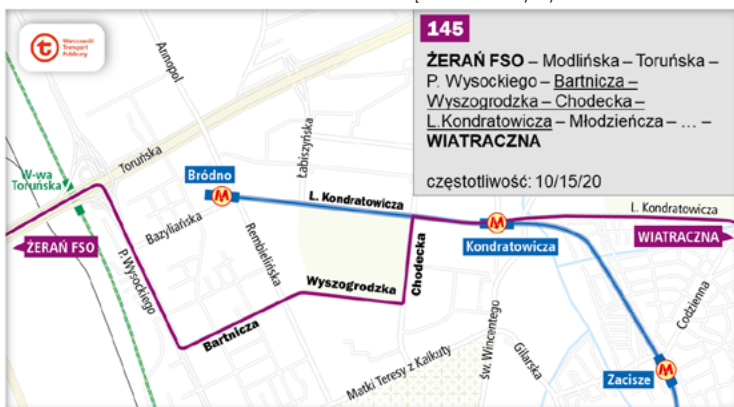 Warszawski
Transport
Publiczny
145
ŻERAŃ FSO – Modlińska – Toruńska –
P. Wysockiego – Bartnicza –
Wyszogrodzka – Chodecka –
L.Kondratowicza – Młodzieńcza – ... –
WIATRACZNA
częstotliwość: 10/15/20
Annopol
Toruńska
Łabiszyńska
W-wa
Toruńska
Bródno
M
L. Kondratowicza
L. Kondratowicza
Bazyliańska
Rembielińska
M
Kondratowicza
WIATRACZNA
ŻERAŃ FSO
P. Wysockiego
Wyszogrodzka
Chodecka
Bartnicza
św. Wincentego
Gilarska
Codzienna
Matki Teresy z Kalkuty
Zacisze
M